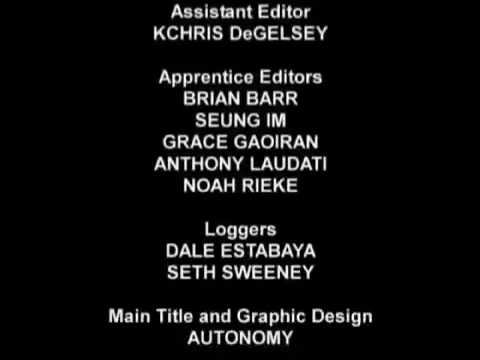 Assistant Editor
KCHRIS DeGELSEY
Apprentice Editors
BRIAN BARR
SEUNG IM
GRACE GAOIRAN
ANTHONY LAUDATI
NOAH RIEKE
Loggers
DALE ESTABAYA
SETH SWEENEY
Main Title and Graphic Design
AUTONOMY